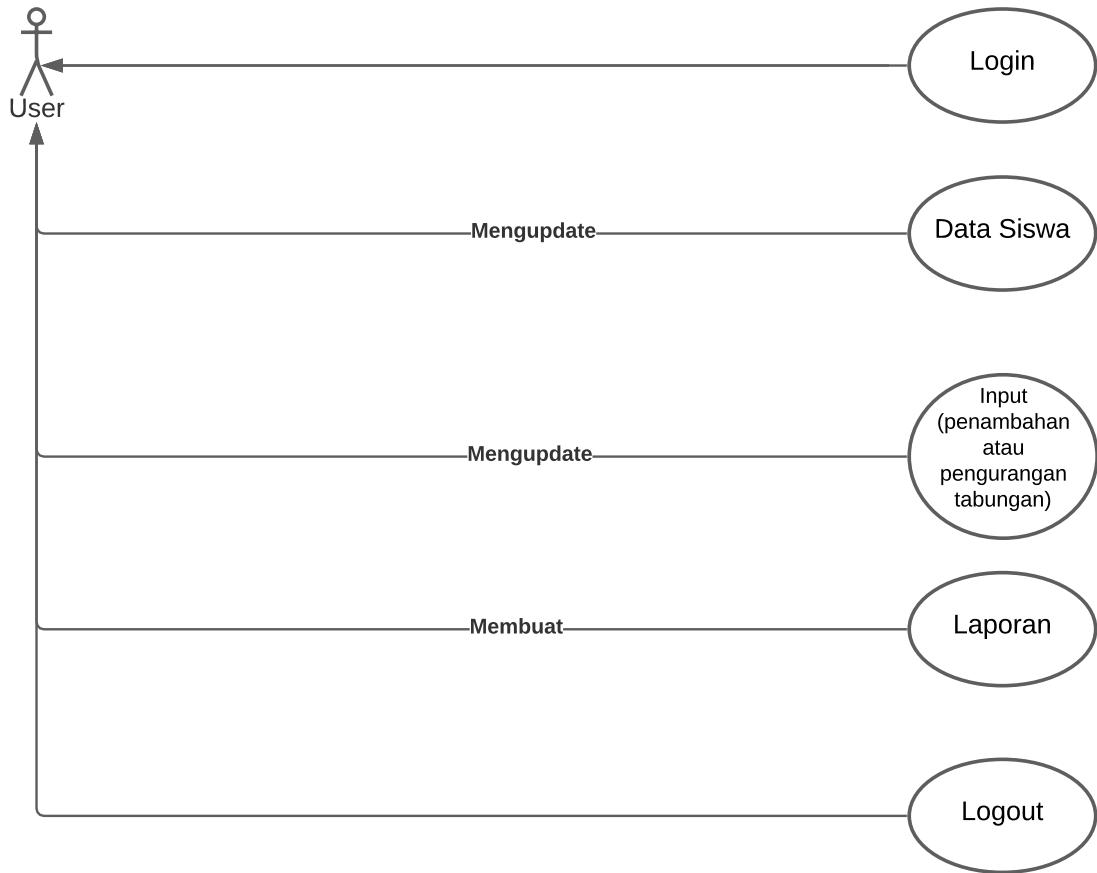 Login
User
Mengupdate
Data Siswa
Input
(penambahan
atau
pengurangan
tabungan)
Mengupdate
Membuat
Laporan
Logout